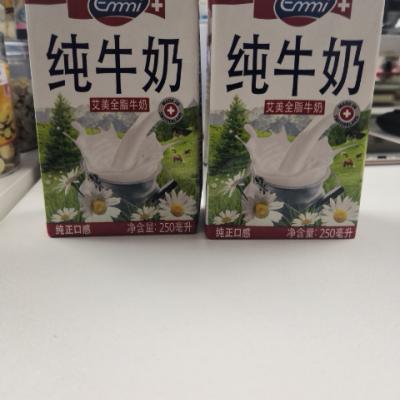 Emmi
纯牛奶
艾美全脂牛奶
纯正口感
净含量: 250毫升
Emmi
纯牛奶
艾美全脂牛奶
纯正口感
净含量: 250毫升